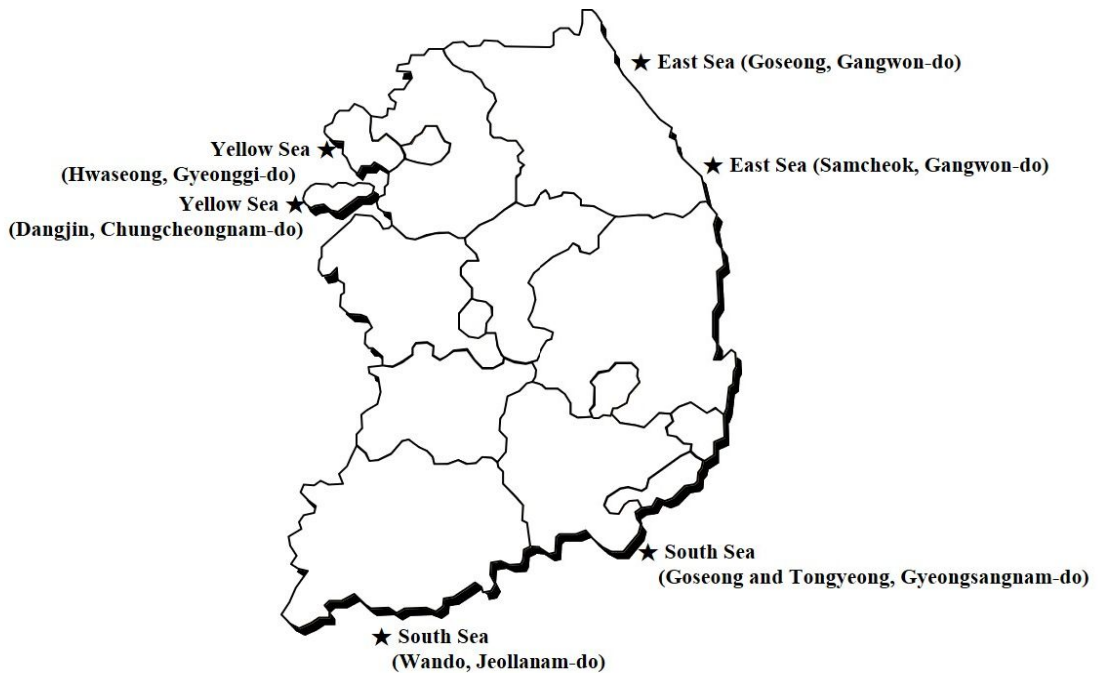 ★ East Sea (Goseong, Gangwon-do)
Yellow Sea ★
(Hwaseong, Gyeonggi-do)
★ East Sea (Samcheok, Gangwon-do)
Yellow Sea ★
(Dangjin, Chungcheongnam-do)
★ South Sea
(Goseong and Tongyeong, Gyeongsangnam-do)
★ South Sea
(Wando, Jeollanam-do)